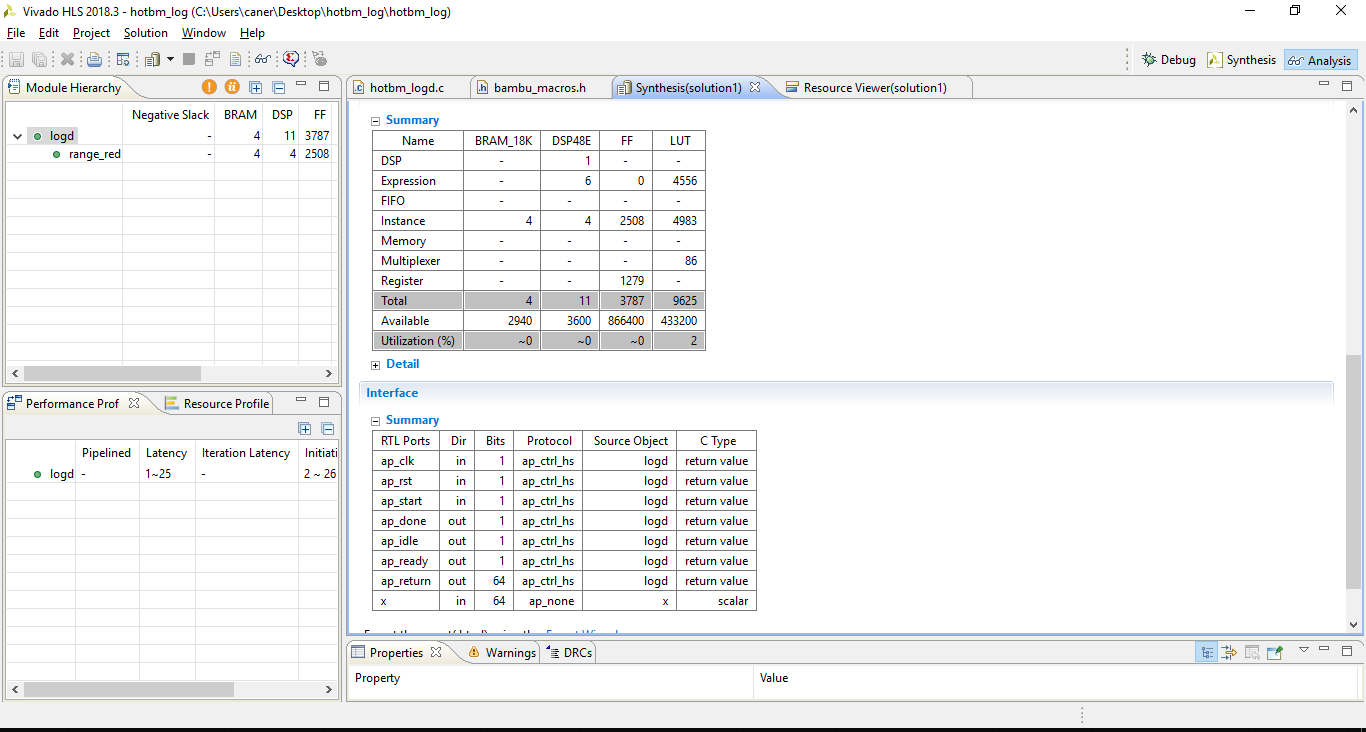 Vivado HLS 2018.3 - hotbm_log (C:\Users\caner\Desktop\hotbm_log\hotbm_log)
File Edit Project Solution Window Help
Debug Synthesis Analysis
Module Hierarchy
Negative Slack BRAM DSP FF
logd - 4 11 3787
range_red - 4 4 2508
Performance Prof Resource Profile
Pipelined Latency Iteration Latency Initiati
logd - 1~25 - 2 ~ 26
hotbm_logd.c bambu_macros.h Synthesis(solution1) Resource Viewer(solution1)
Summary
Name BRAM_18K DSP48E FF LUT
DSP - 1 - -
Expression - 6 0 4556
FIFO - - - -
Instance 4 4 2508 4983
Memory - - - -
Multiplexer - - - 86
Register - - 1279 -
Total 4 11 3787 9625
Available 2940 3600 866400 433200
Utilization (%) ~0 ~0 ~0 2
Detail
Interface
Summary
RTL Ports Dir Bits Protocol Source Object C Type
ap_clk in 1 ap_ctrl_hs logd return value
ap_rst in 1 ap_ctrl_hs logd return value
ap_start in 1 ap_ctrl_hs logd return value
ap_done out 1 ap_ctrl_hs logd return value
ap_idle out 1 ap_ctrl_hs logd return value
ap_ready out 1 ap_ctrl_hs logd return value
ap_return out 64 ap_ctrl_hs logd return value
x in 64 ap_none x scalar
Properties Warnings DRCs
Property Value